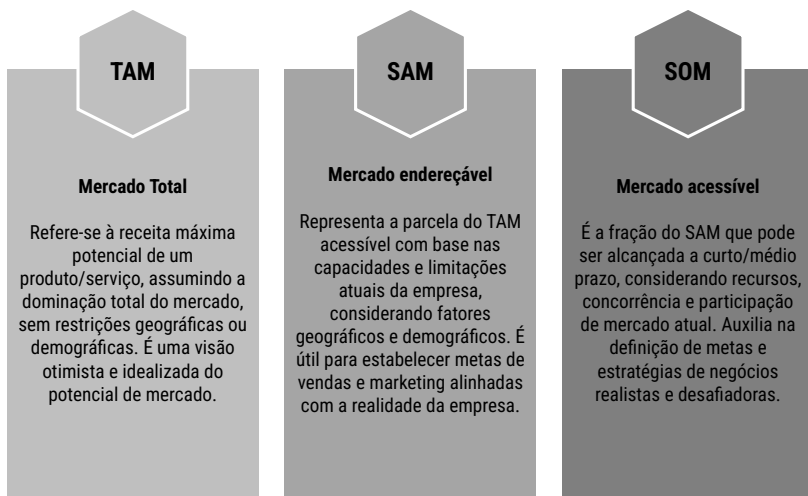 TAM
Mercado Total
Refere-se à receita máxima
potencial de um
produto/serviço, assumindo a
dominação total do mercado,
sem restrições geográficas ou
demográficas. É uma visão
otimista e idealizada do
potencial de mercado.
SAM
Mercado endereçável
Representa a parcela do TAM
acessível com base nas
capacidades e limitações
atuais da empresa,
considerando fatores
geográficos e demográficos. É
útil para estabelecer metas de
vendas e marketing alinhadas
com a realidade da empresa.
SOM
Mercado acessível
É a fração do SAM que pode
ser alcançada a curto/médio
prazo, considerando recursos,
concorrência e participação
de mercado atual. Auxilia na
definição de metas e
estratégias de negócios
realistas e desafiadoras.